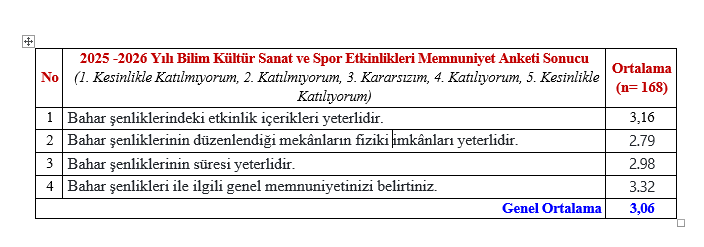 No
2025 -2026 Yılı Bilim Kültür Sanat ve Spor Etkinlikleri Memnuniyet Anketi Sonucu
(1. Kesinlikle Katılmıyorum, 2. Katılmıyorum, 3. Kararsızım, 4. Katılıyorum, 5. Kesinlikle
Katılıyorum)
Ortalama
(n= 168)
1 Bahar şenliklerindeki etkinlik içerikleri yeterlidir. 3,16
2 Bahar şenliklerinin düzenlendiği mekânların fiziki imkânları yeterlidir. 2.79
3 Bahar şenliklerinin süresi yeterlidir. 2.98
4 Bahar şenlikleri ile ilgili genel memnuniyetinizi belirtiniz. 3.32
Genel Ortalama 3,06